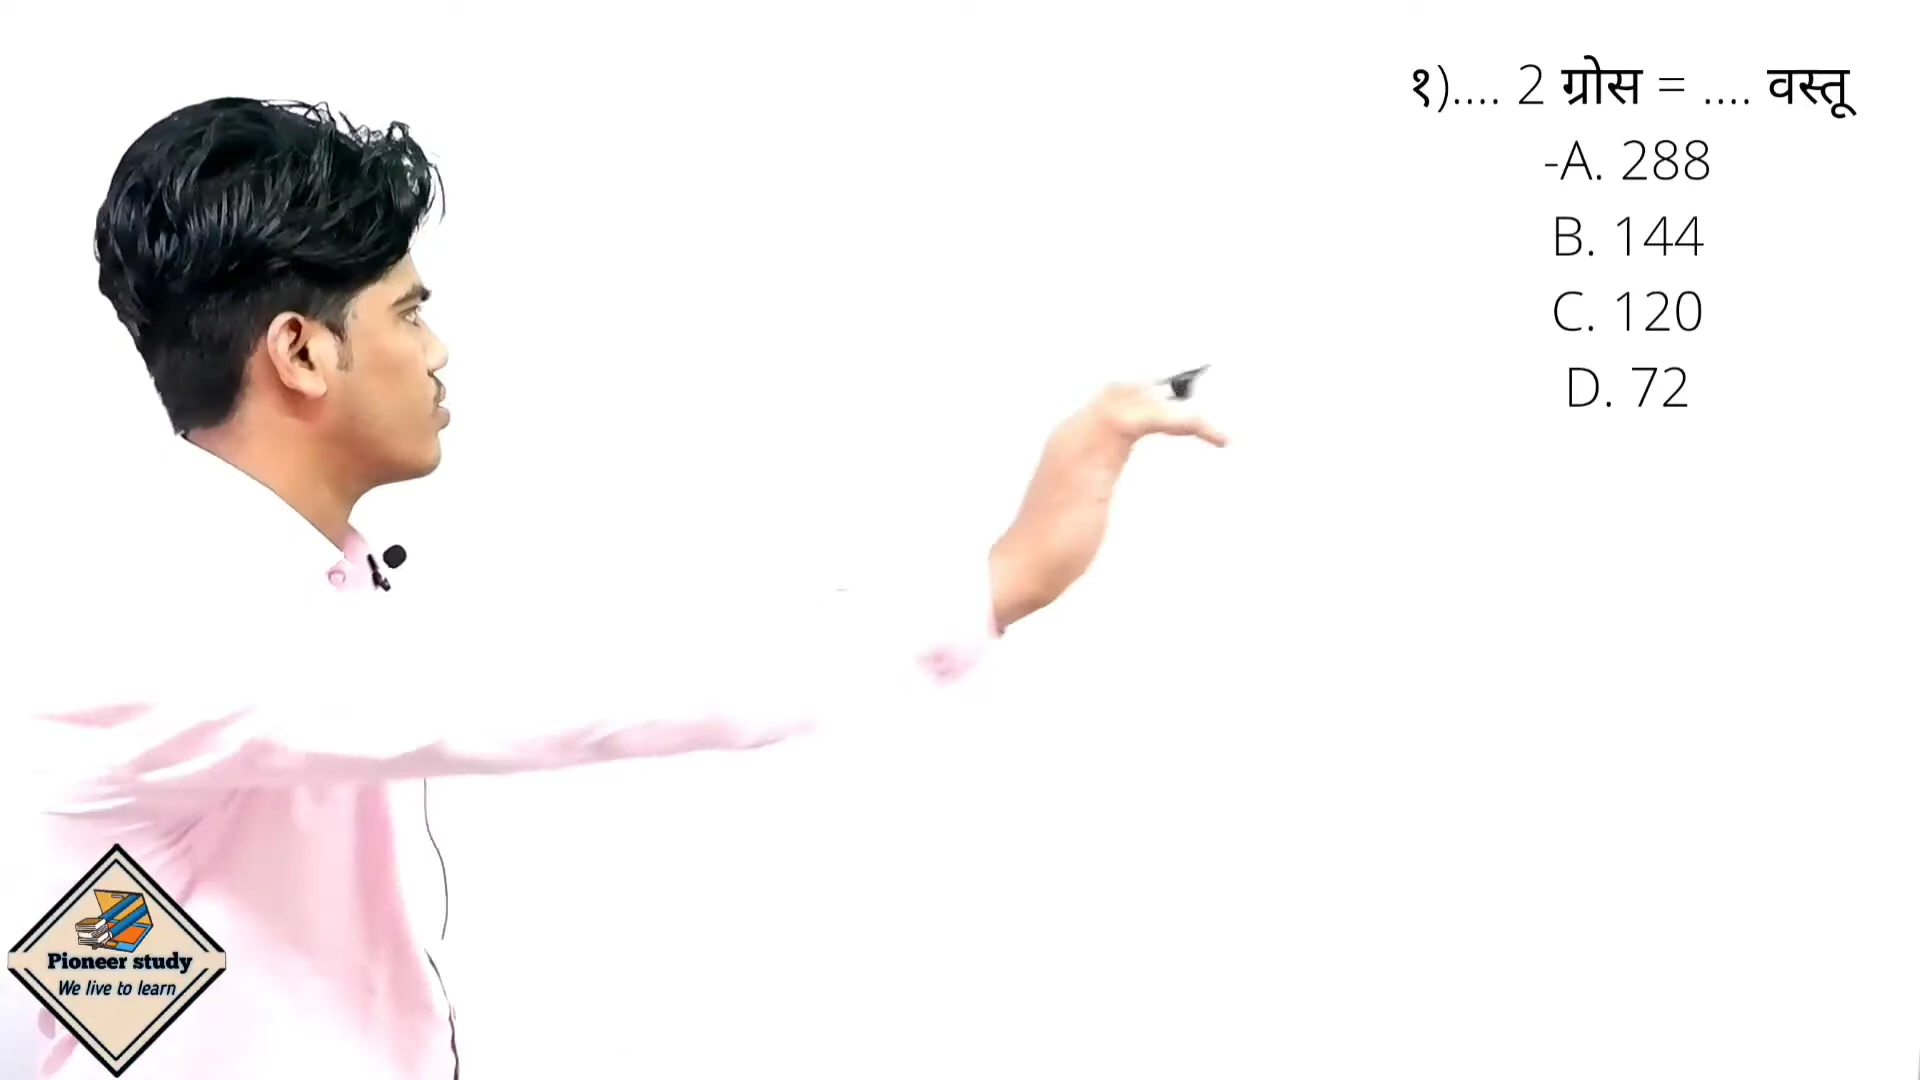 १).... 2 ग्रोस = .... वस्तू
-A. 288
B. 144
C. 120
D. 72
Pioneer study
We live to learn